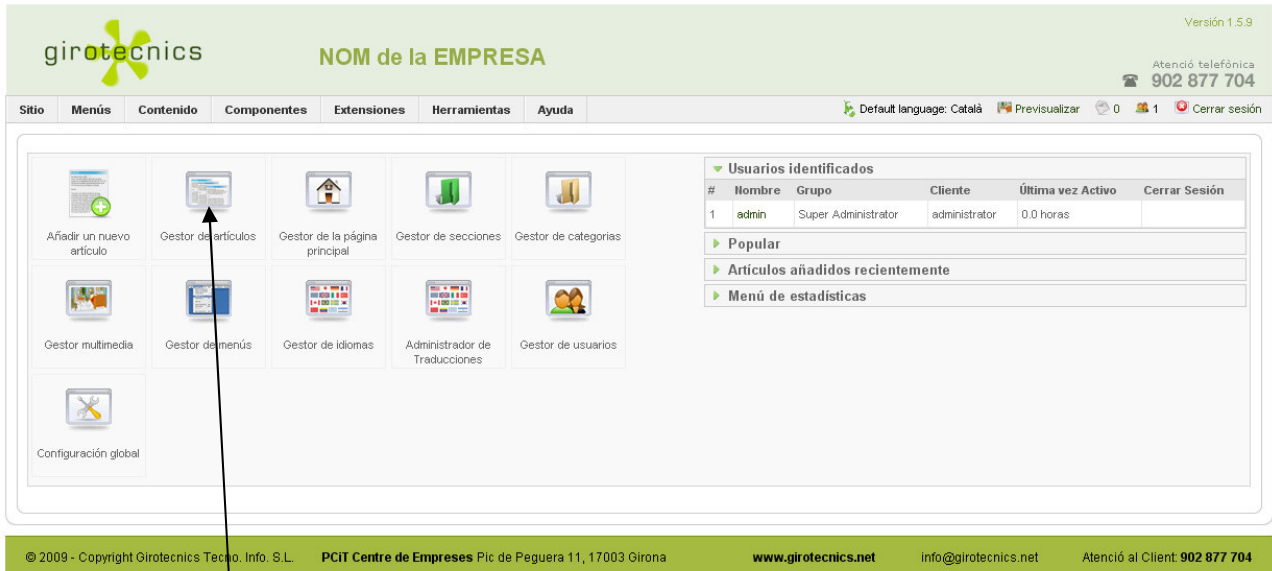 Versión 1.5.9
girotecnics
NOM de la EMPRESA
Atenció telefònica
902 877 704
Sitio Menús Contenido Componentes Extensiones Herramientas Ayuda
Default language: Català Previsualizar 0 1 Cerrar sesión
Añadir un nuevo artículo
Gestor de artículos
Gestor de la página principal
Gestor de secciones
Gestor de categorias
Gestor multimedia
Gestor de menús
Gestor de idiomas
Administrador de Traducciones
Gestor de usuarios
Configuración global
Usuarios identificados
# Nombre Grupo Cliente Última vez Activo Cerrar Sesión
1 admin Super Administrator administrator 0.0 horas
Popular
Artículos añadidos recientemente
Menú de estadísticas
© 2009 - Copyright Girotecnics Tecno. Info. S.L. PCiT Centre de Empreses Pic de Peguera 11, 17003 Girona www.girotecnics.net info@girotecnics.net Atenció al Client: 902 877 704